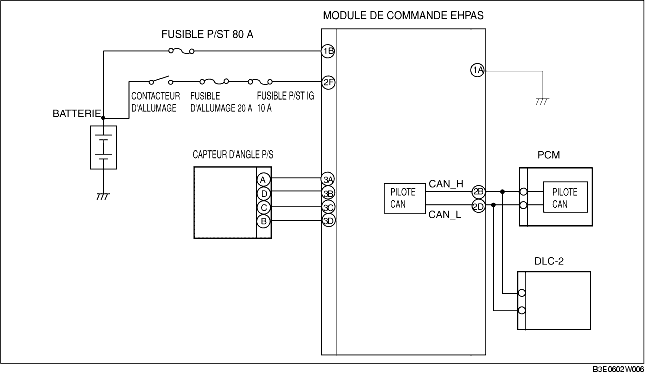 MODULE DE COMMANDE EHPAS
FUSIBLE P/ST 80 A
1B
1A
2F
CONTACTEUR
D'ALLUMAGE
FUSIBLE
D'ALLUMAGE 20 A
FUSIBLE P/ST IG
10 A
BATTERIE
CAPTEUR D'ANGLE P/S
PCM
A
D
C
B
3A
3B
3C
3D
PILOTE
CAN
CAN_H
CAN_L
2B
2D
PILOTE
CAN
DLC-2
B3E0602W006